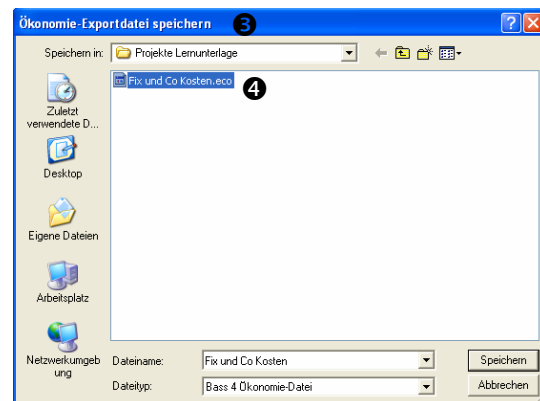 Ökonomie-Exportdatei speichern ❸
Speichern in: Projekte Lernunterlage
Fix und Co Kosten.eco ❹
Zuletzt
verwendete D...
Desktop
Eigene Dateien
Arbeitsplatz
Netzwerkumgeb
ung
Dateiname: Fix und Co Kosten Speichern
Dateityp: Bass 4 Ökonomie-Datei Abbrechen